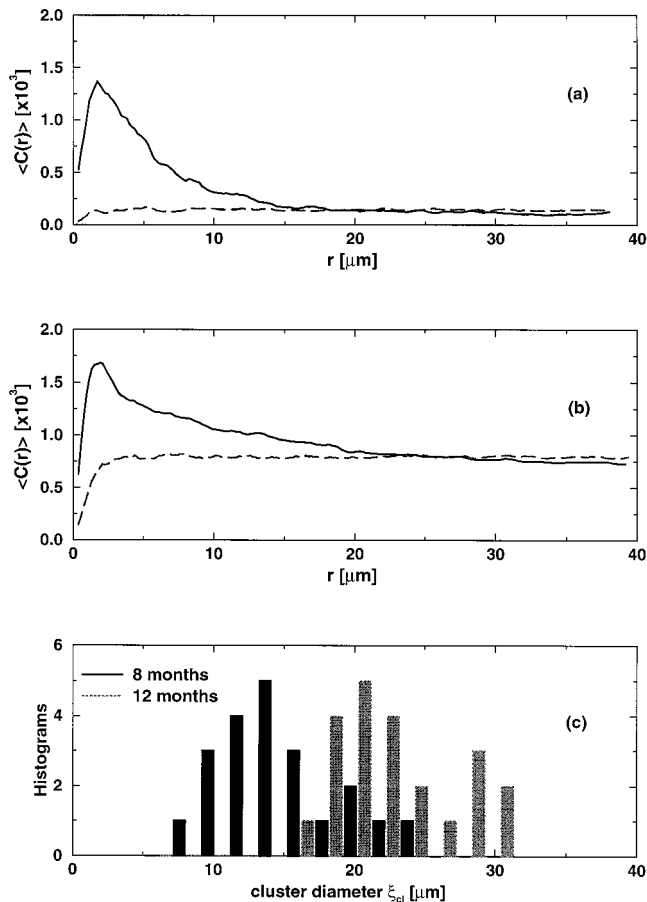 2.0
1.5
1.0
0.5
0.0
<C(r)> [x10³]
(a)
0 10 20 30 40
r [μm]
2.0
1.5
1.0
0.5
0.0
<C(r)> [x10³]
(b)
0 10 20 30 40
r [μm]
6
4
2
0
Histograms
8 months
12 months
(c)
0 10 20 30 40
cluster diameter ξcl [μm]